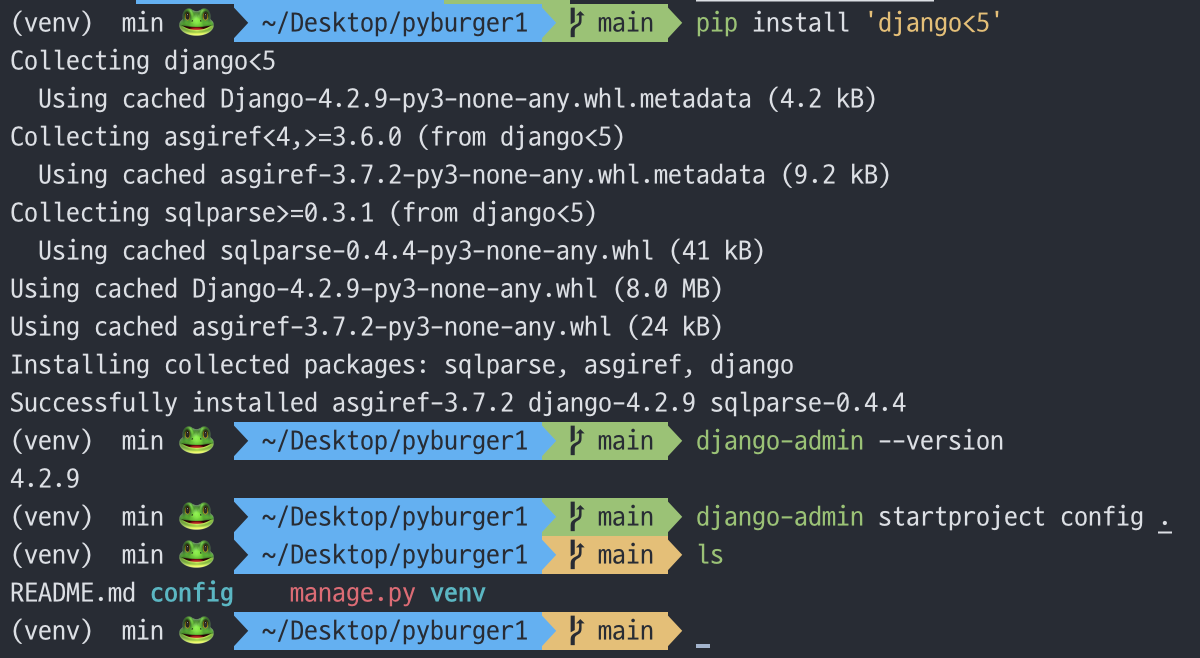 (venv) min 🐸 ~/Desktop/pyburger1 main pip install 'django<5'
Collecting django<5
  Using cached Django-4.2.9-py3-none-any.whl.metadata (4.2 kB)
Collecting asgiref<4,>=3.6.0 (from django<5)
  Using cached asgiref-3.7.2-py3-none-any.whl.metadata (9.2 kB)
Collecting sqlparse>=0.3.1 (from django<5)
  Using cached sqlparse-0.4.4-py3-none-any.whl (41 kB)
Using cached Django-4.2.9-py3-none-any.whl (8.0 MB)
Using cached asgiref-3.7.2-py3-none-any.whl (24 kB)
Installing collected packages: sqlparse, asgiref, django
Successfully installed asgiref-3.7.2 django-4.2.9 sqlparse-0.4.4
(venv) min 🐸 ~/Desktop/pyburger1 main django-admin --version
4.2.9
(venv) min 🐸 ~/Desktop/pyburger1 main django-admin startproject config .
(venv) min 🐸 ~/Desktop/pyburger1 main ls
README.md config    manage.py venv
(venv) min 🐸 ~/Desktop/pyburger1 main